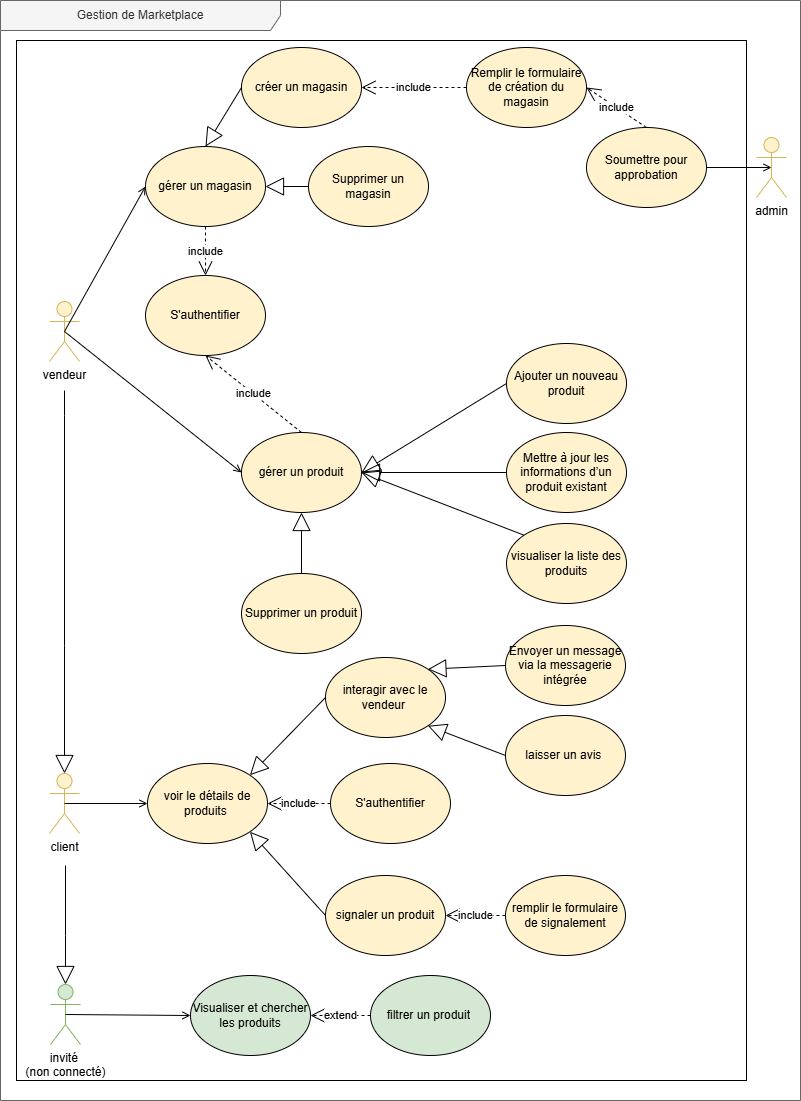 Gestion de Marketplace
créer un magasin
include
Remplir le formulaire
de création du
magasin
include
Soumettre pour
approbation
admin
gérer un magasin
Supprimer un
magasin
include
S'authentifier
vendeur
include
Ajouter un nouveau
produit
gérer un produit
Mettre à jour les
informations d'un
produit existant
visualiser la liste des
produits
Supprimer un produit
interagir avec le
vendeur
Envoyer un message
via la messagerie
intégrée
laisser un avis
client
voir le détails de
produits
include
S'authentifier
signaler un produit
include
remplir le formulaire
de signalement
invité
(non connecté)
Visualiser et chercher
les produits
extend
filtrer un produit